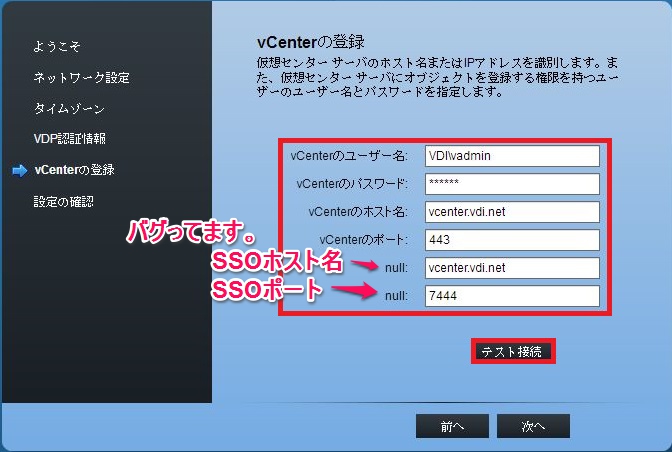 ようこそ
ネットワーク設定
タイムゾーン
VDP認証情報
vCenterの登録
設定の確認
vCenterの登録
仮想センター サーバのホスト名またはIPアドレスを識別します。ま
た、仮想センター サーバにオブジェクトを登録する権限を持つユー
ザーのユーザー名とパスワードを指定します。
vCenterのユーザー名: VDI\vadmin
vCenterのパスワード: ******
vCenterのホスト名: vcenter.vdi.net
vCenterのポート: 443
バグってます。
SSOホスト名 null: vcenter.vdi.net
SSOポート null: 7444
テスト接続
前へ 次へ